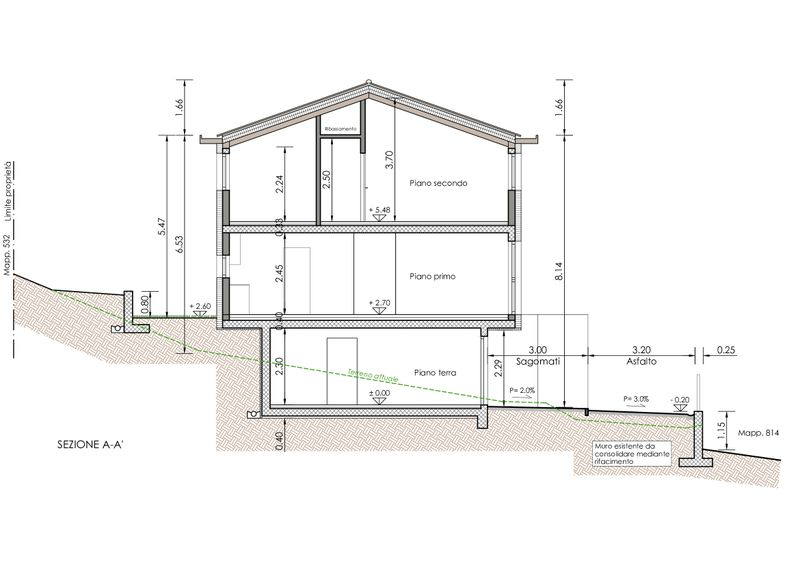 1.66
1.66
Ribassamento
3.70
Piano secondo
2.24
2.50
+ 5.48
Mapp. 532 Limite proprietà
5.47
6.53
0.33
8.14
2.45
Piano primo
0.80
+ 2.60
+ 2.70
0.40
2.30
Terreno attuale
Piano terra
2.29
3.00
Sagomati
3.20
Asfalto
0.25
± 0.00
P= 2.0%
P= 3.0%
- 0.20
0.40
1.15
Mapp. 814
SEZIONE A-A'
Muro esistente da
consolidare mediante
rifacimento